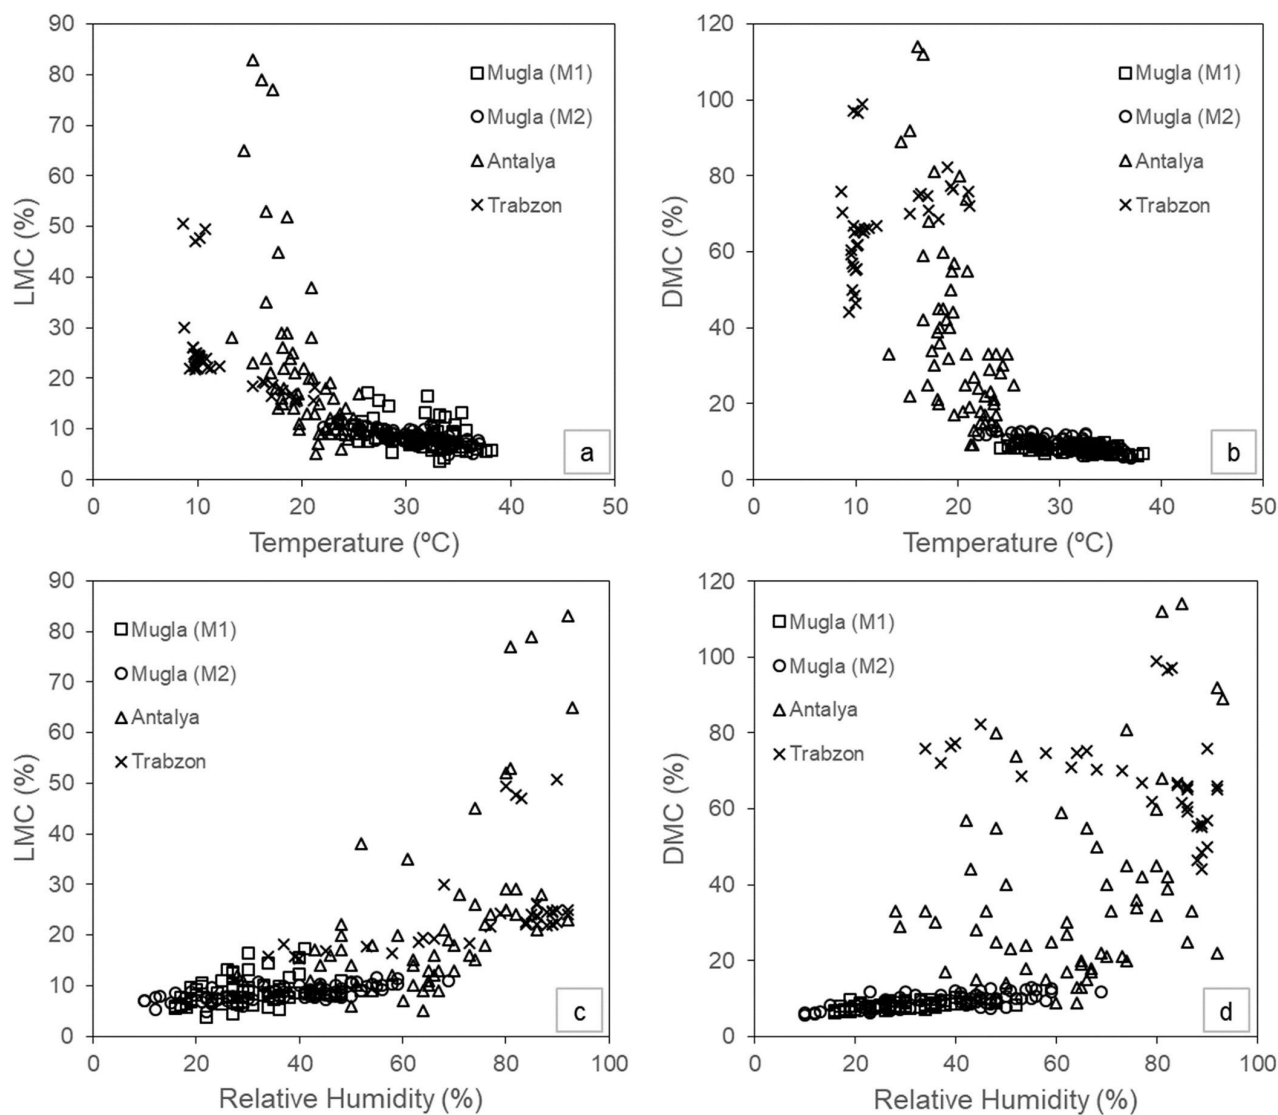 90
80
70
60
50
40
30
20
10
0
LMC (%)
Mugla (M1)
Mugla (M2)
Antalya
Trabzon
a
0 10 20 30 40 50
Temperature (ºC)
120
100
80
60
40
20
0
DMC (%)
Mugla (M1)
Mugla (M2)
Antalya
Trabzon
b
0 10 20 30 40 50
Temperature (ºC)
90
80
70
60
50
40
30
20
10
0
LMC (%)
Mugla (M1)
Mugla (M2)
Antalya
Trabzon
c
0 20 40 60 80 100
Relative Humidity (%)
120
100
80
60
40
20
0
DMC (%)
Mugla (M1)
Mugla (M2)
Antalya
Trabzon
d
0 20 40 60 80 100
Relative Humidity (%)